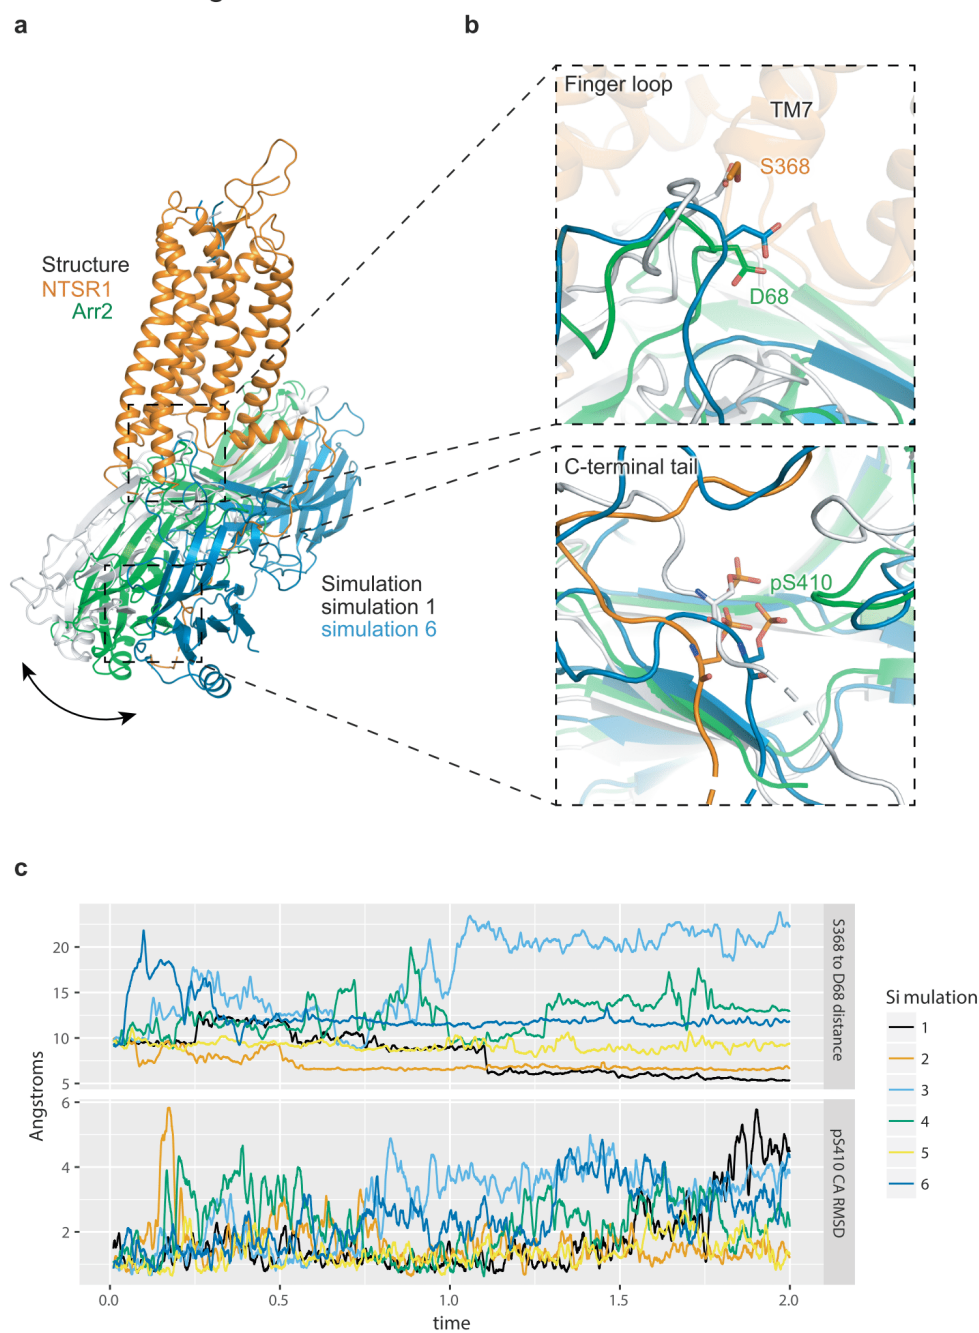 a
b
Finger loop
TM7
S368
D68
Structure
NTSR1
Arr2
C-terminal tail
pS410
Simulation
simulation 1
simulation 6
c
Angstroms
20
15
10
5
S368 to D68 distance
6
4
2
pS410 CA RMSD
0.0
0.5
1.0
1.5
2.0
time
Si mulation
1
2
3
4
5
6